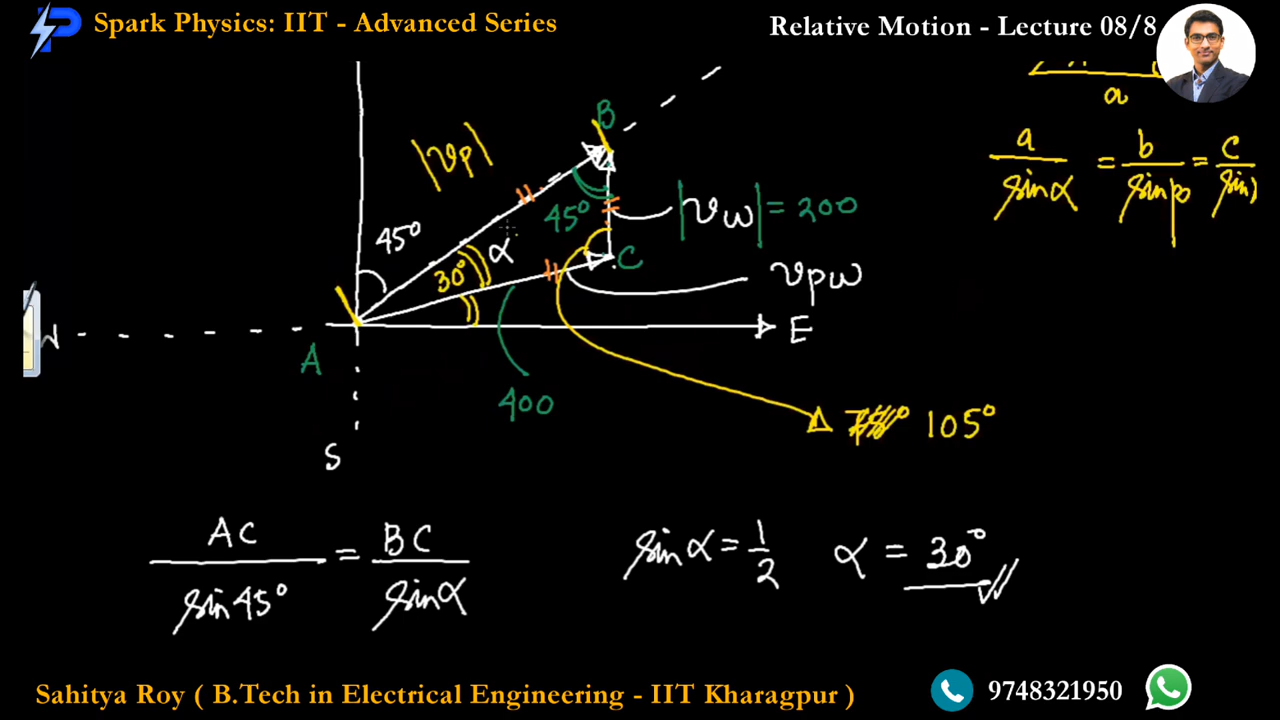 Spark Physics: IIT - Advanced Series
Relative Motion - Lecture 08/8
a
a/sinα = b/sinβ = c/sin
B
|vp|
45°
45°
|vw| = 200
α
30°
C
vpw
E
A
400
105°
S
AC/sin45° = BC/sinα
sinα = 1/2
α = 30°
Sahitya Roy ( B.Tech in Electrical Engineering - IIT Kharagpur )
9748321950